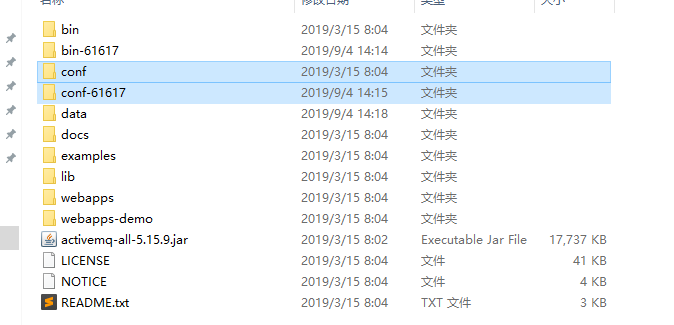 名称 修改日期 类型 大小
bin 2019/3/15 8:04 文件夹
bin-61617 2019/9/4 14:14 文件夹
conf 2019/3/15 8:04 文件夹
conf-61617 2019/9/4 14:15 文件夹
data 2019/9/4 14:18 文件夹
docs 2019/3/15 8:04 文件夹
examples 2019/3/15 8:04 文件夹
lib 2019/3/15 8:04 文件夹
webapps 2019/3/15 8:04 文件夹
webapps-demo 2019/3/15 8:04 文件夹
activemq-all-5.15.9.jar 2019/3/15 8:02 Executable Jar File 17,737 KB
LICENSE 2019/3/15 8:04 文件 41 KB
NOTICE 2019/3/15 8:04 文件 4 KB
README.txt 2019/3/15 8:04 TXT 文件 3 KB